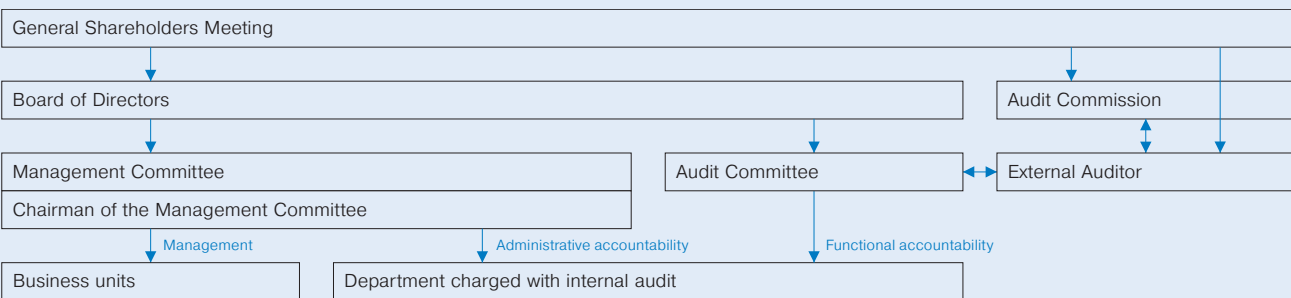 General Shareholders Meeting
Board of Directors
Audit Commission
Management Committee
Audit Committee
External Auditor
Chairman of the Management Committee
Management
Administrative accountability
Functional accountability
Business units
Department charged with internal audit